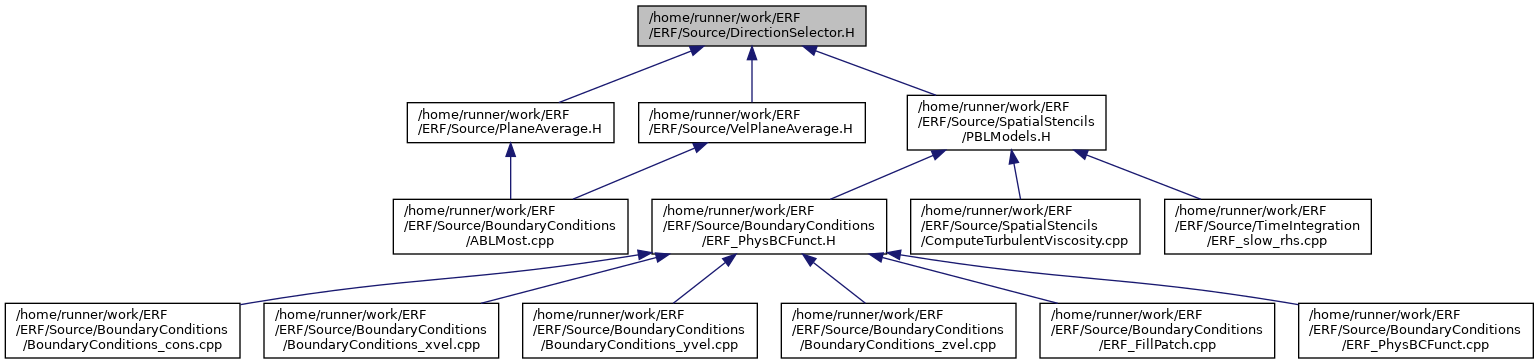 /home/runner/work/ERF
/ERF/Source/DirectionSelector.H
/home/runner/work/ERF
/ERF/Source/PlaneAverage.H
/home/runner/work/ERF
/ERF/Source/VelPlaneAverage.H
/home/runner/work/ERF
/ERF/Source/SpatialStencils
/PBLModels.H
/home/runner/work/ERF
/ERF/Source/BoundaryConditions
/ABLMost.cpp
/home/runner/work/ERF
/ERF/Source/BoundaryConditions
/ERF_PhysBCFunct.H
/home/runner/work/ERF
/ERF/Source/SpatialStencils
/ComputeTurbulentViscosity.cpp
/home/runner/work/ERF
/ERF/Source/TimeIntegration
/ERF_slow_rhs.cpp
/home/runner/work/ERF
/ERF/Source/BoundaryConditions
/BoundaryConditions_cons.cpp
/home/runner/work/ERF
/ERF/Source/BoundaryConditions
/BoundaryConditions_xvel.cpp
/home/runner/work/ERF
/ERF/Source/BoundaryConditions
/BoundaryConditions_yvel.cpp
/home/runner/work/ERF
/ERF/Source/BoundaryConditions
/BoundaryConditions_zvel.cpp
/home/runner/work/ERF
/ERF/Source/BoundaryConditions
/ERF_FillPatch.cpp
/home/runner/work/ERF
/ERF/Source/BoundaryConditions
/ERF_PhysBCFunct.cpp